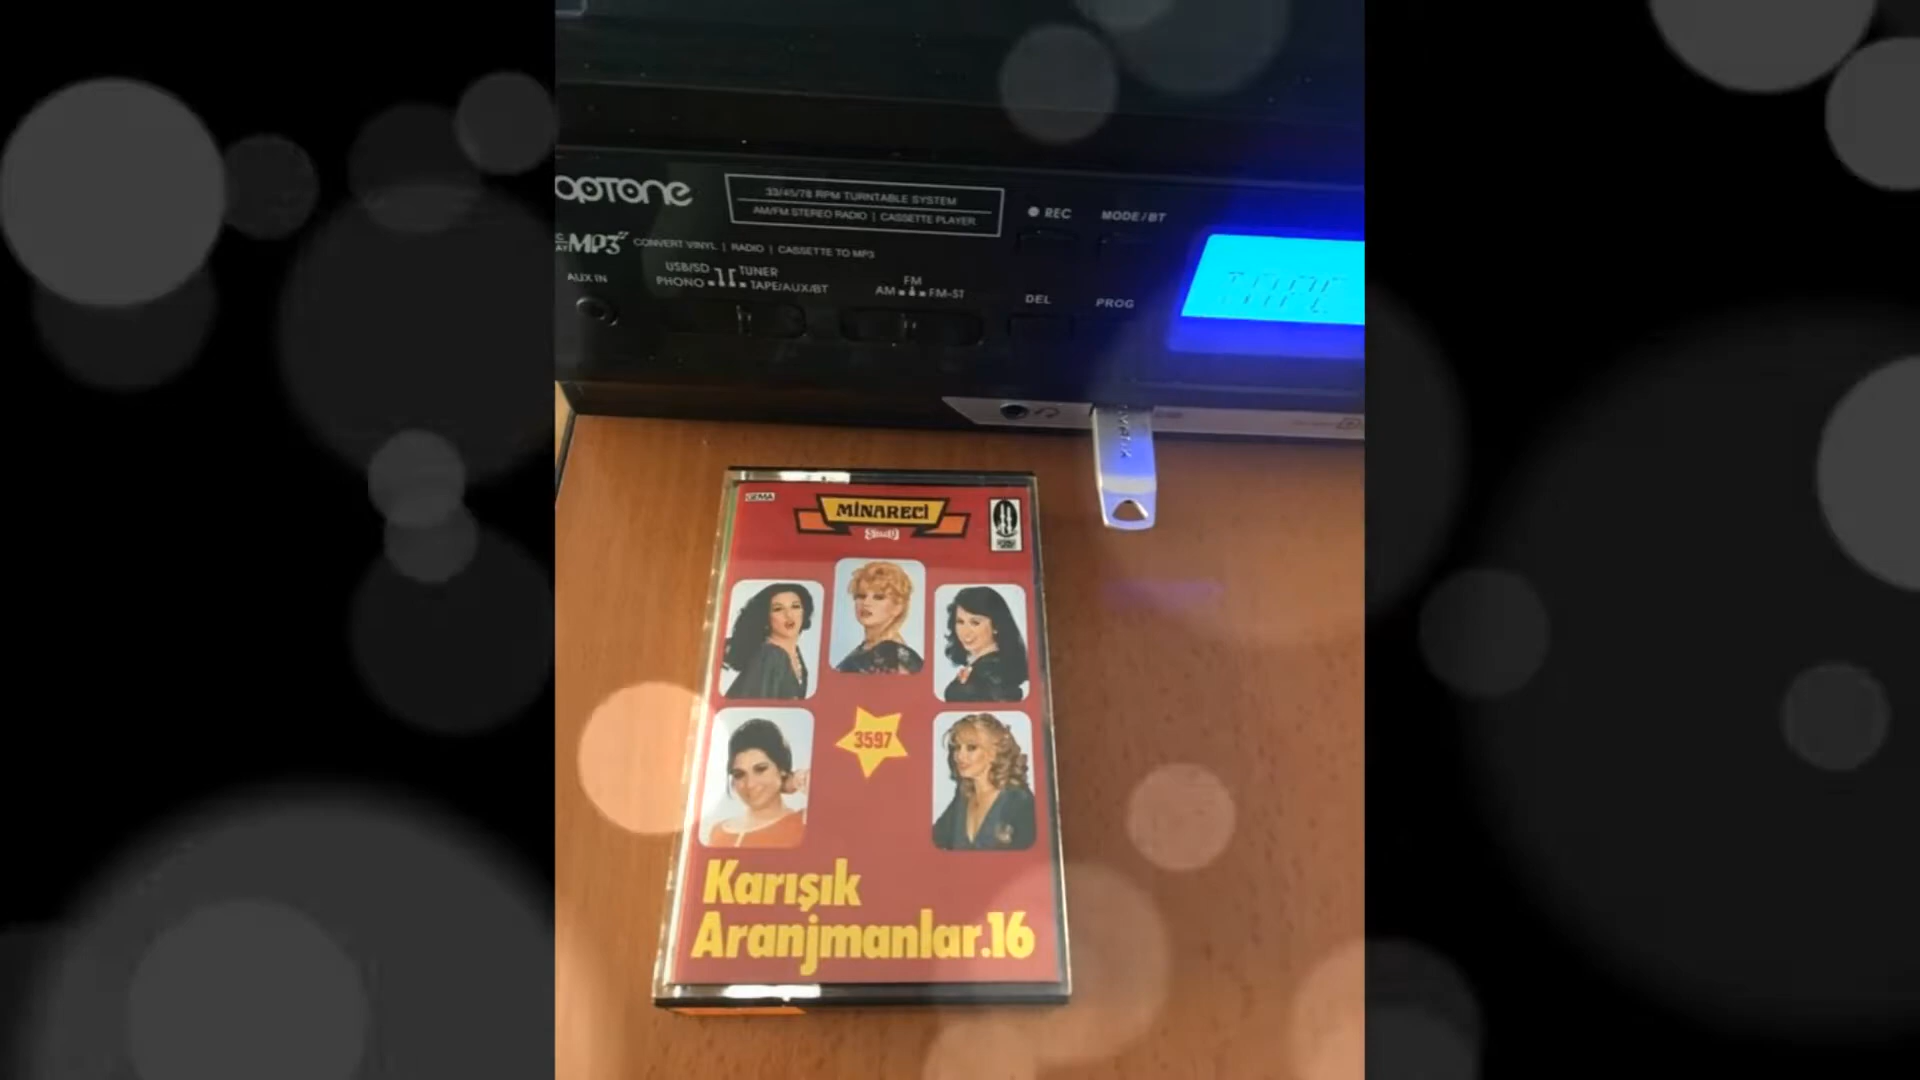 OPTONE
33/45/78 RPM TURNTABLE SYSTEM
AM/FM STEREO RADIO | CASSETTE PLAYER
REC
MODE/BT
MP3
CONVERT VINYL | RADIO | CASSETTE TO MP3
AUX IN
USB/SD
TUNER
PHONO
TAPE/AUX/BT
FM
AM
FM-ST
DEL
PROG
GEMA
MİNARECİ
Karışık
Aranjmanlar.16
3597